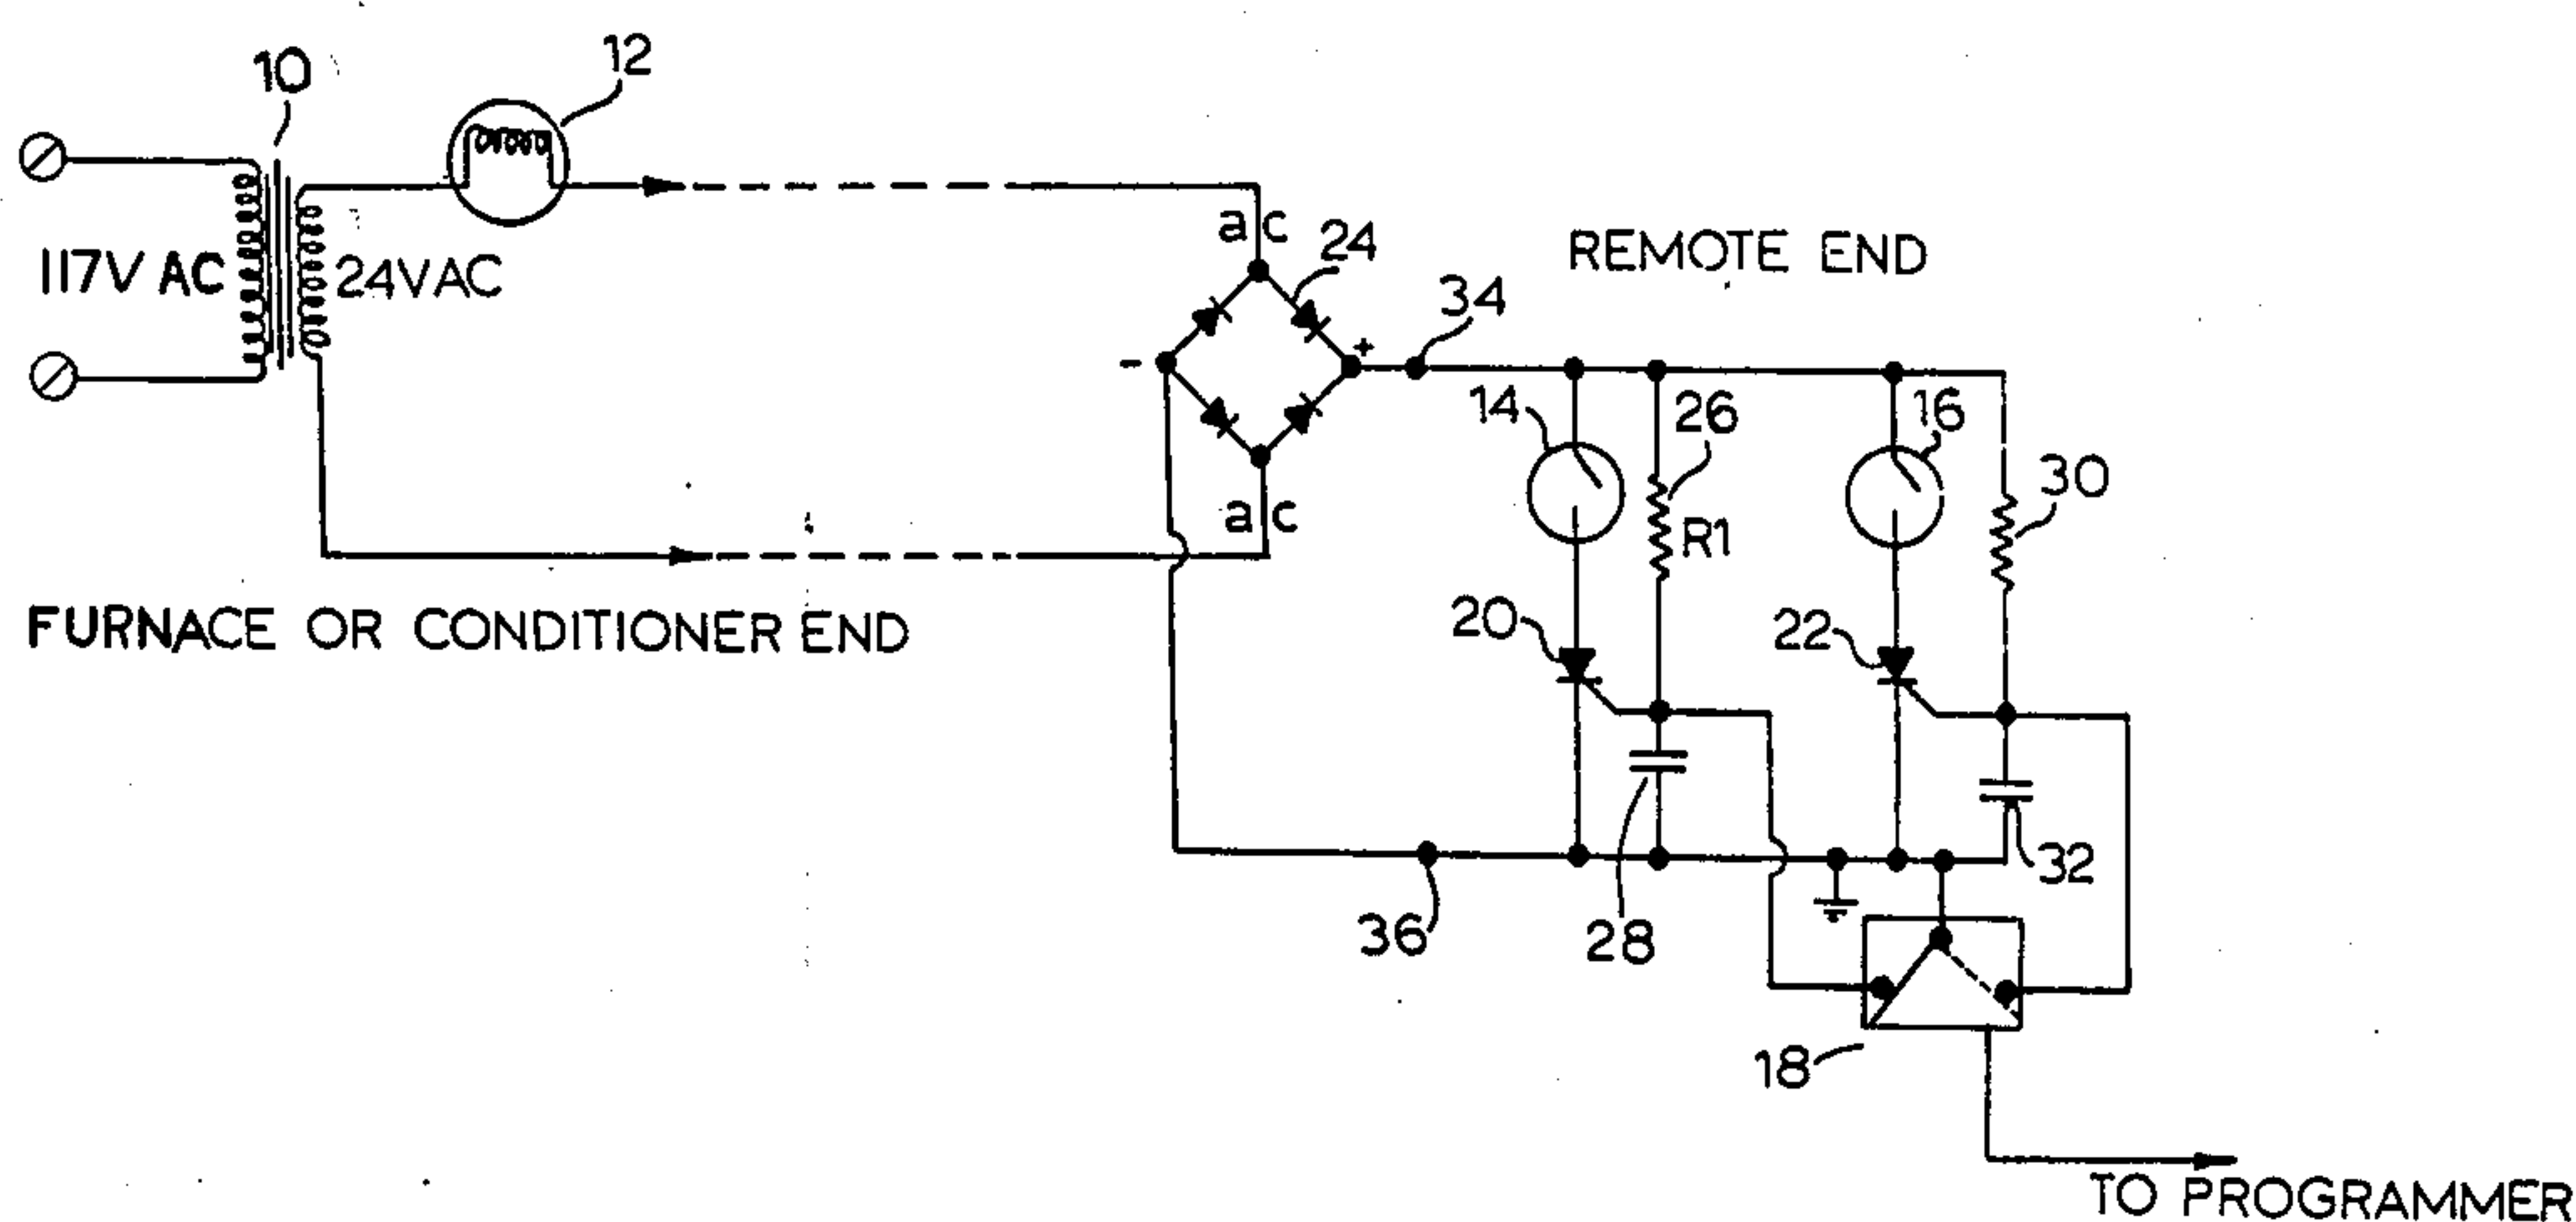 10
12
117V AC
24VAC
ac
24
REMOTE END
34
-
+
14
26
16
30
R1
ac
FURNACE OR CONDITIONER END
20
22
36
28
32
18
TO PROGRAMMER